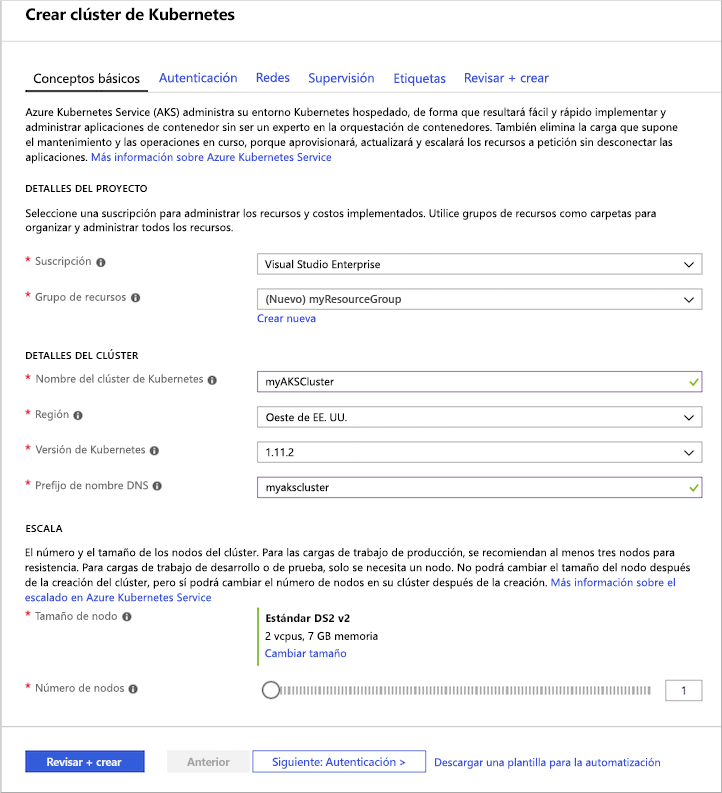 Crear clúster de Kubernetes
Conceptos básicos Autenticación Redes Supervisión Etiquetas Revisar + crear
Azure Kubernetes Service (AKS) administra su entorno Kubernetes hospedado, de forma que resultará fácil y rápido implementar y
administrar aplicaciones de contenedor sin ser un experto en la orquestación de contenedores. También elimina la carga que supone
el mantenimiento y las operaciones en curso, porque aprovisionará, actualizará y escalará los recursos a petición sin desconectar las
aplicaciones. Más información sobre Azure Kubernetes Service
DETALLES DEL PROYECTO
Seleccione una suscripción para administrar los recursos y costos implementados. Utilice grupos de recursos como carpetas para
organizar y administrar todos los recursos.
* Suscripción Visual Studio Enterprise
* Grupo de recursos (Nuevo) myResourceGroup
Crear nueva
DETALLES DEL CLÚSTER
* Nombre del clúster de Kubernetes myAKSCluster
* Región Oeste de EE. UU.
* Versión de Kubernetes 1.11.2
* Prefijo de nombre DNS myakscluster
ESCALA
El número y el tamaño de los nodos del clúster. Para las cargas de trabajo de producción, se recomiendan al menos tres nodos para
resistencia. Para cargas de trabajo de desarrollo o de prueba, solo se necesita un nodo. No podrá cambiar el tamaño del nodo después
de la creación del clúster, pero sí podrá cambiar el número de nodos en su clúster después de la creación. Más información sobre el
escalado en Azure Kubernetes Service
* Tamaño de nodo Estándar DS2 v2
2 vcpus, 7 GB memoria
Cambiar tamaño
* Número de nodos 1
Revisar + crear Anterior Siguiente: Autenticación > Descargar una plantilla para la automatización